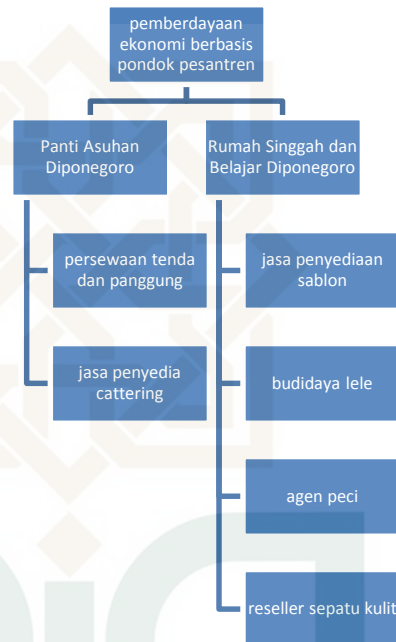 pemberdayaan
ekonomi berbasis
pondok pesantren
Panti Asuhan
Diponegoro
Rumah Singgah dan
Belajar Diponegoro
persewaan tenda
dan panggung
jasa penyedia
cattering
jasa penyediaan
sablon
budidaya lele
agen peci
reseller sepatu kulit